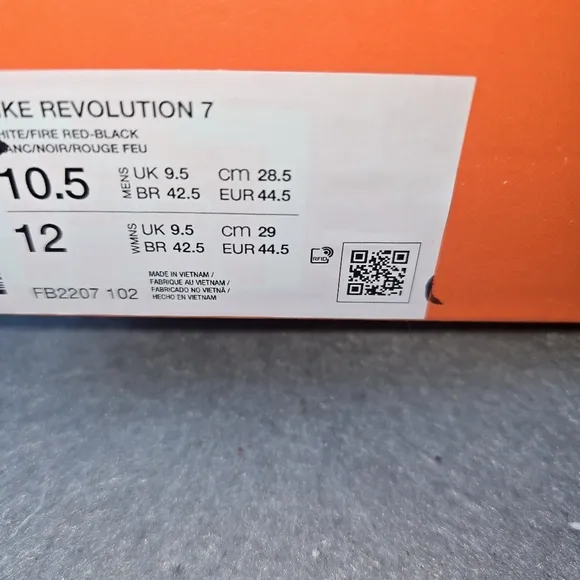 KE REVOLUTION 7
HITE/FIRE RED-BLACK
ANC/NOIR/ROUGE FEU
10.5 MENS UK 9.5 CM 28.5
BR 42.5 EUR 44.5
12 WMNS UK 9.5 CM 29
BR 42.5 EUR 44.5
RFID
MADE IN VIETNAM /
FABRIQUE AU VIETNAM /
FABRICADO NO VIETNÃ /
HECHO EN VIETNAM
FB2207 102